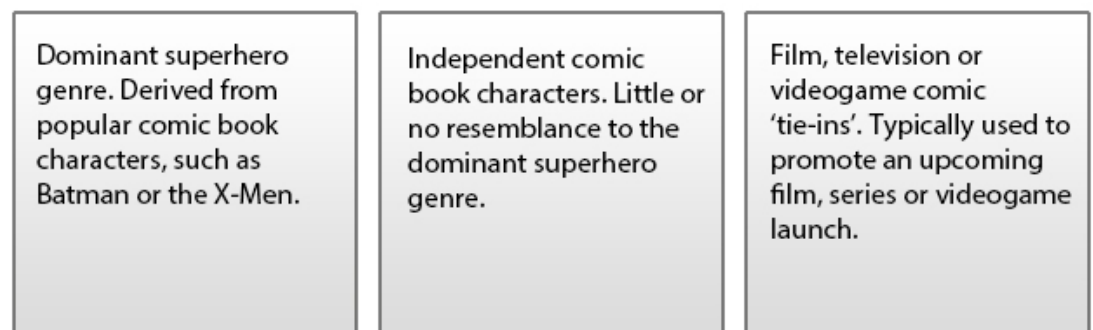 Dominant superhero
genre. Derived from
popular comic book
characters, such as
Batman or the X-Men.
Independent comic
book characters. Little or
no resemblance to the
dominant superhero
genre.
Film, television or
videogame comic
‘tie-ins’. Typically used to
promote an upcoming
film, series or videogame
launch.